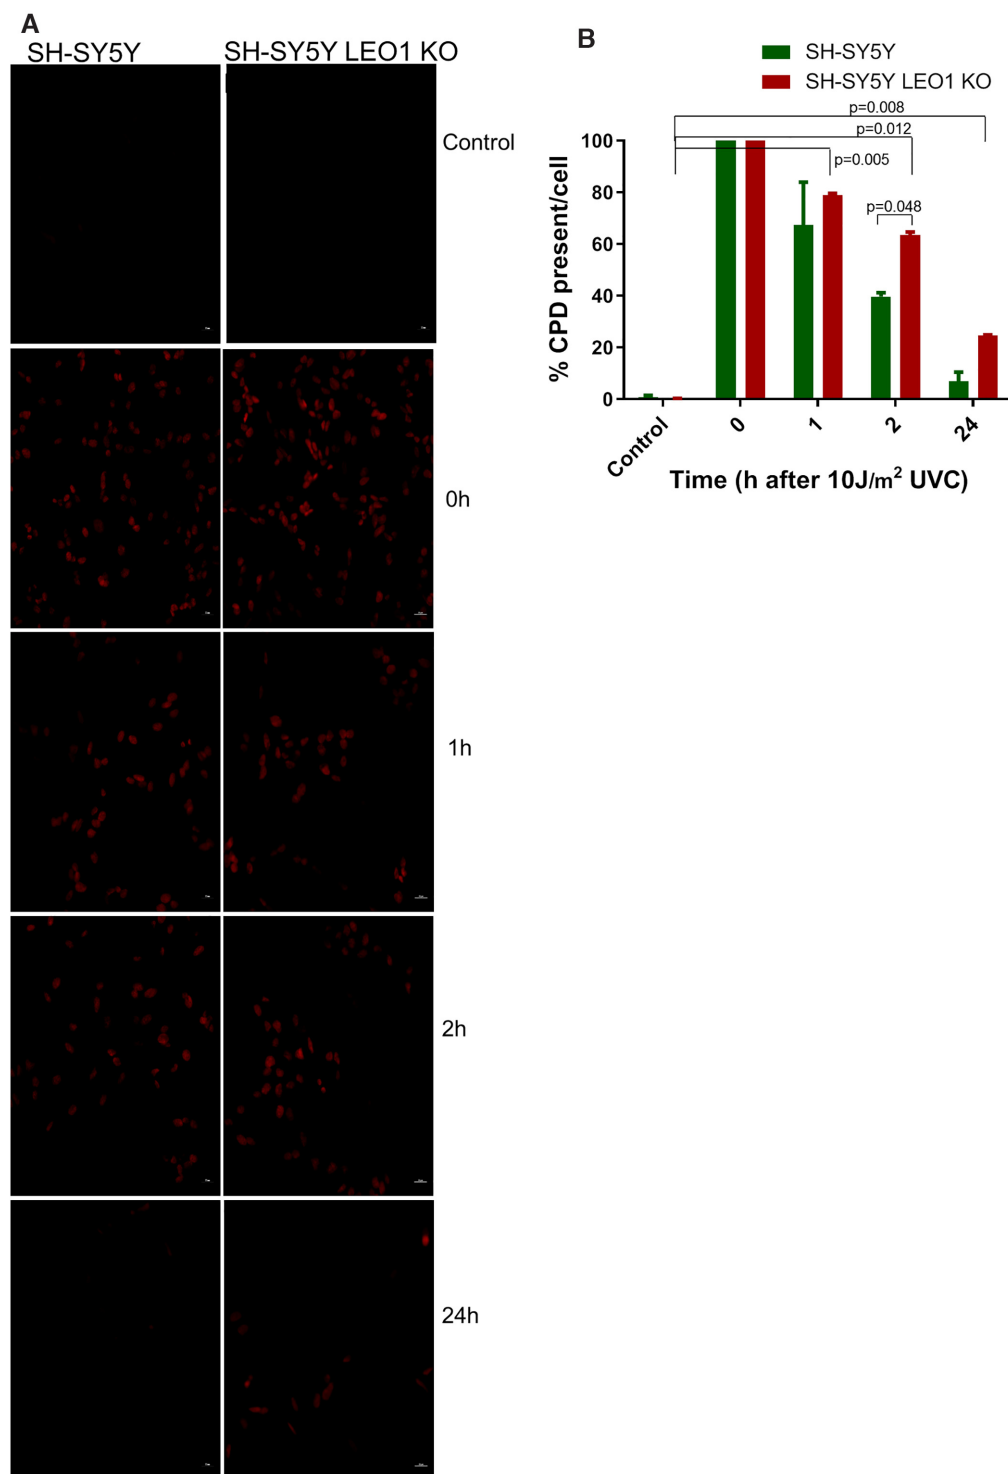 A
SH-SY5Y
SH-SY5Y LEO1 KO
Control
0h
1h
2h
24h
B
SH-SY5Y
SH-SY5Y LEO1 KO
p=0.008
p=0.012
p=0.005
p=0.048
% CPD present/cell
100
80
60
40
20
0
Control
0
1
2
24
Time (h after 10J/m² UVC)